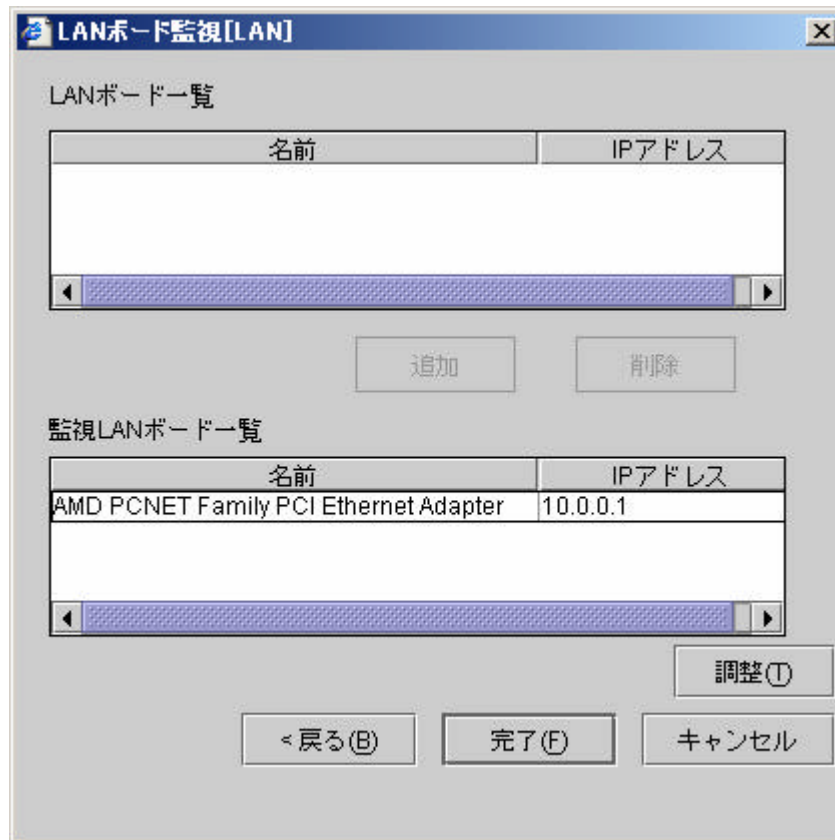 LANボード監視[LAN]
LANボード一覧
名前 IPアドレス
追加 削除
監視LANボード一覧
名前 IPアドレス
AMD PCNET Family PCI Ethernet Adapter 10.0.0.1
調整(T)
<戻る(B) 完了(F) キャンセル